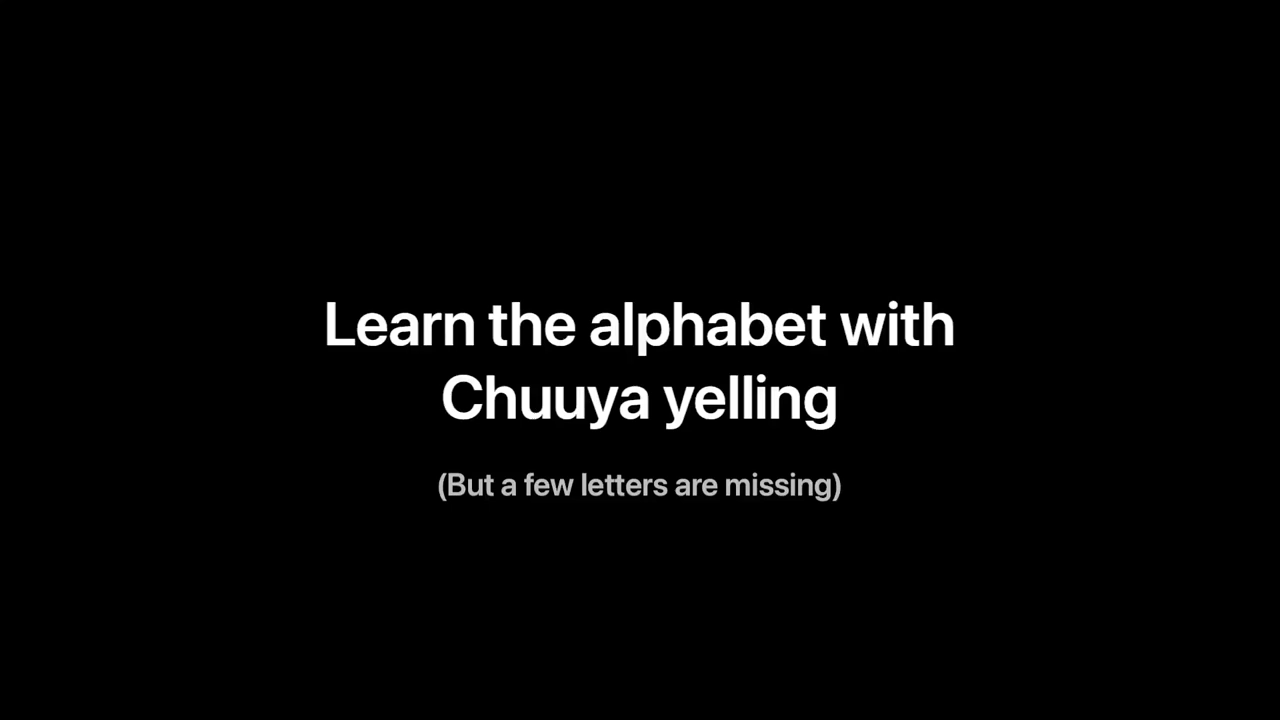 Learn the alphabet with
Chuuya yelling
(But a few letters are missing)